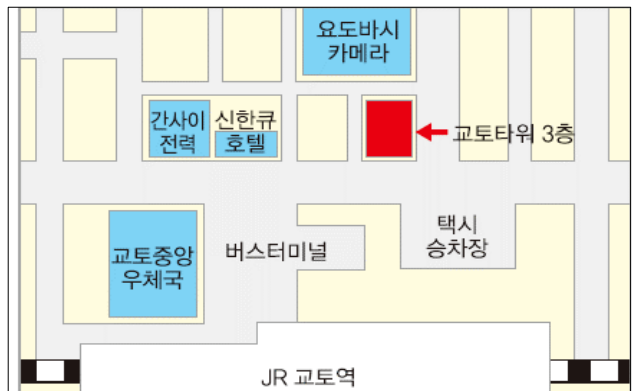 요도바시
카메라
간사이
전력
신한큐
호텔
교토타워 3층
교토중앙
우체국
버스터미널
택시
승차장
JR 교토역